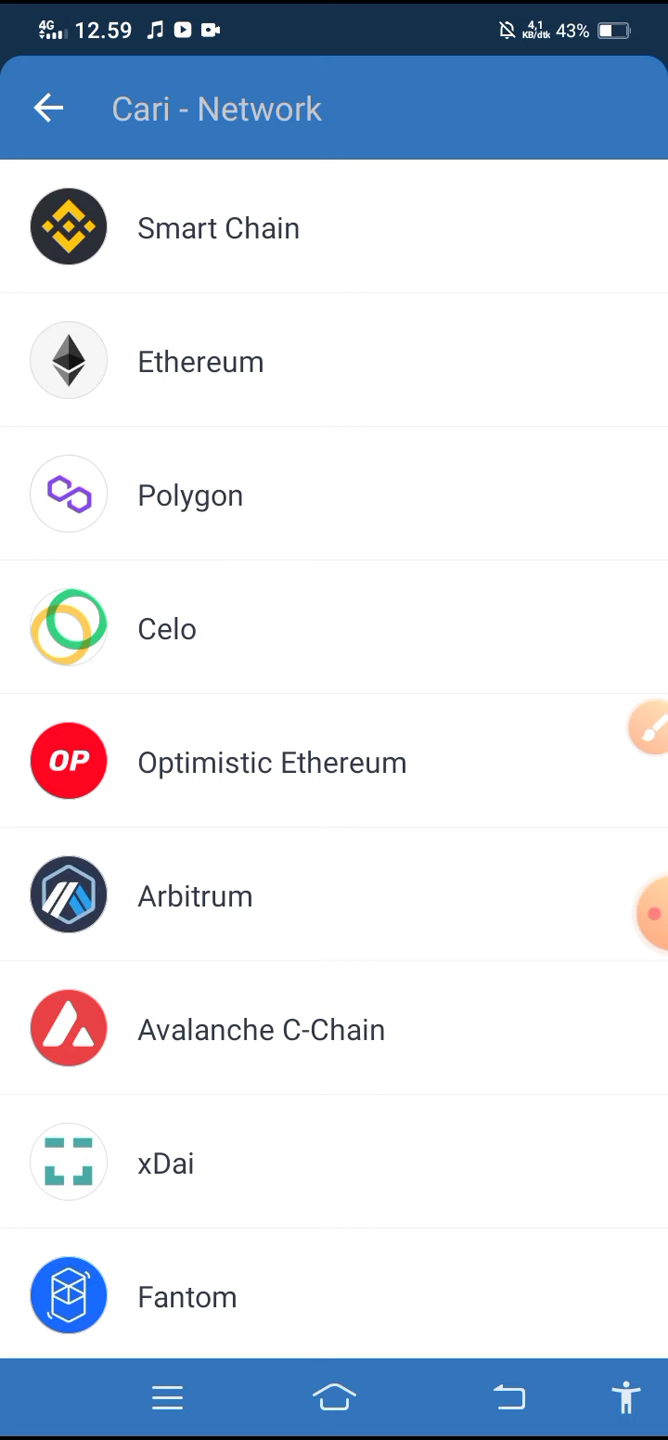 4G 12.59 4,1 KB/dtk 43%
Cari - Network
Smart Chain
Ethereum
Polygon
Celo
OP Optimistic Ethereum
Arbitrum
Avalanche C-Chain
xDai
Fantom